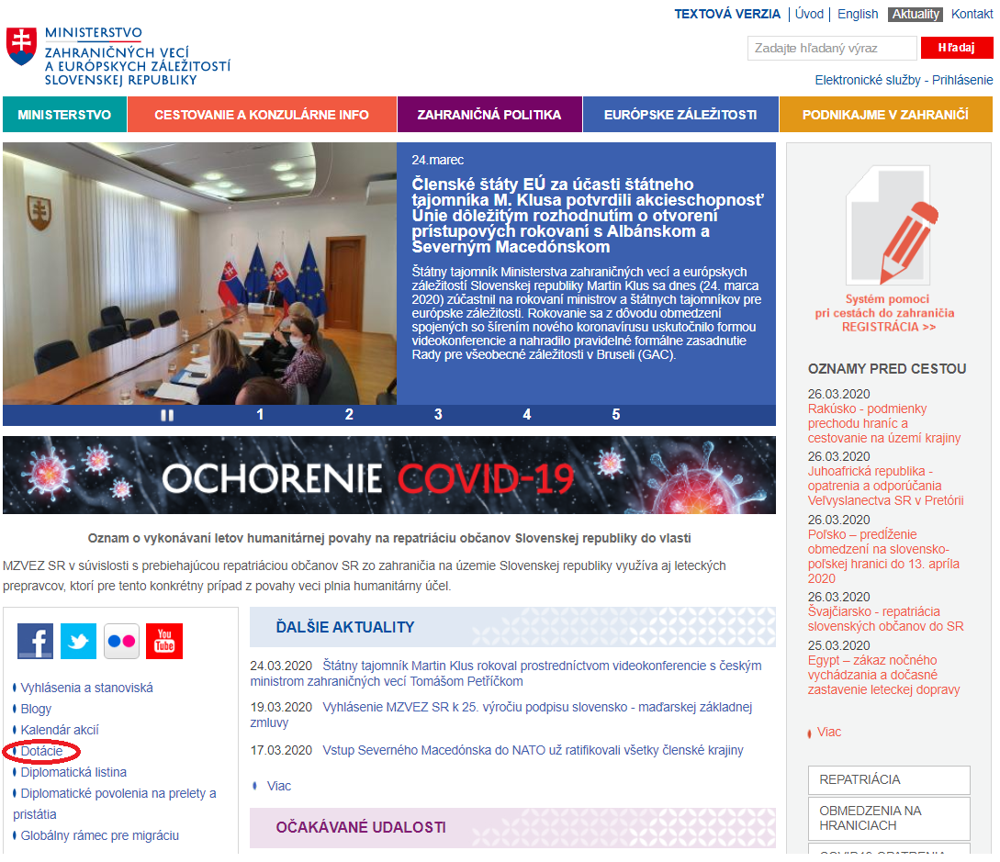 TEXTOVÁ VERZIA | Úvod | English Aktuality Kontakt
MINISTERSTVO
ZAHRANIČNÝCH VECÍ
A EURÓPSKYCH ZÁLEŽITOSTÍ
SLOVENSKEJ REPUBLIKY
Zadajte hľadaný výraz
Hľadaj
Elektronické služby - Prihlásenie
MINISTERSTVO
CESTOVANIE A KONZULÁRNE INFO
ZAHRANIČNÁ POLITIKA
EURÓPSKE ZÁLEŽITOSTI
PODNIKAJME V ZAHRANIČÍ
24.marec
Členské štáty EÚ za účasti štátneho
tajomníka M. Klusa potvrdili akcieschopnosť
Únie dôležitým rozhodnutím o otvorení
prístupových rokovaní s Albánskom a
Severným Macedónskom
Štátny tajomník Ministerstva zahraničných vecí a európskych
záležitostí Slovenskej republiky Martin Klus sa dnes (24. marca
2020) zúčastnil na rokovaní ministrov a štátnych tajomníkov pre
európske záležitosti. Rokovanie sa z dôvodu obmedzení
spojených so šírením nového koronavírusu uskutočnilo formou
videokonferencie a nahradilo pravidelné formálne zasadnutie
Rady pre všeobecné záležitosti v Bruseli (GAC).
1 2 3 4 5
OCHORENIE COVID-19
Oznam o vykonávaní letov humanitárnej povahy na repatriáciu občanov Slovenskej republiky do vlasti
MZVEZ SR v súvislosti s prebiehajúcou repatriáciou občanov SR zo zahraničia na územie Slovenskej republiky využíva aj leteckých
prepravcov, ktorí pre tento konkrétny prípad z povahy veci plnia humanitárny účel.
You
Tube
Vyhlásenia a stanoviská
Blogy
Kalendár akcií
Dotácie
Diplomatická listina
Diplomatické povolenia na prelety a
pristátia
Globálny rámec pre migráciu
ĎALŠIE AKTUALITY
24.03.2020 Štátny tajomník Martin Klus rokoval prostredníctvom videokonferencie s českým
ministrom zahraničných vecí Tomášom Petříčkom
19.03.2020 Vyhlásenie MZVEZ SR k 25. výročiu podpisu slovensko - maďarskej základnej
zmluvy
17.03.2020 Vstup Severného Macedónska do NATO už ratifikovali všetky členské krajiny
Viac
OČAKÁVANÉ UDALOSTI
Systém pomoci
pri cestách do zahraničia
REGISTRÁCIA >>
OZNAMY PRED CESTOU
26.03.2020
Rakúsko - podmienky
prechodu hraníc a
cestovanie na území krajiny
26.03.2020
Juhoafrická republika -
opatrenia a odporúčania
Veľvyslanectva SR v Pretórii
26.03.2020
Poľsko – predĺženie
obmedzení na slovensko-
poľskej hranici do 13. apríla
2020
26.03.2020
Švajčiarsko - repatriácia
slovenských občanov do SR
25.03.2020
Egypt – zákaz nočného
vychádzania a dočasné
zastavenie leteckej dopravy
Viac
REPATRIÁCIA
OBMEDZENIA NA
HRANICIACH